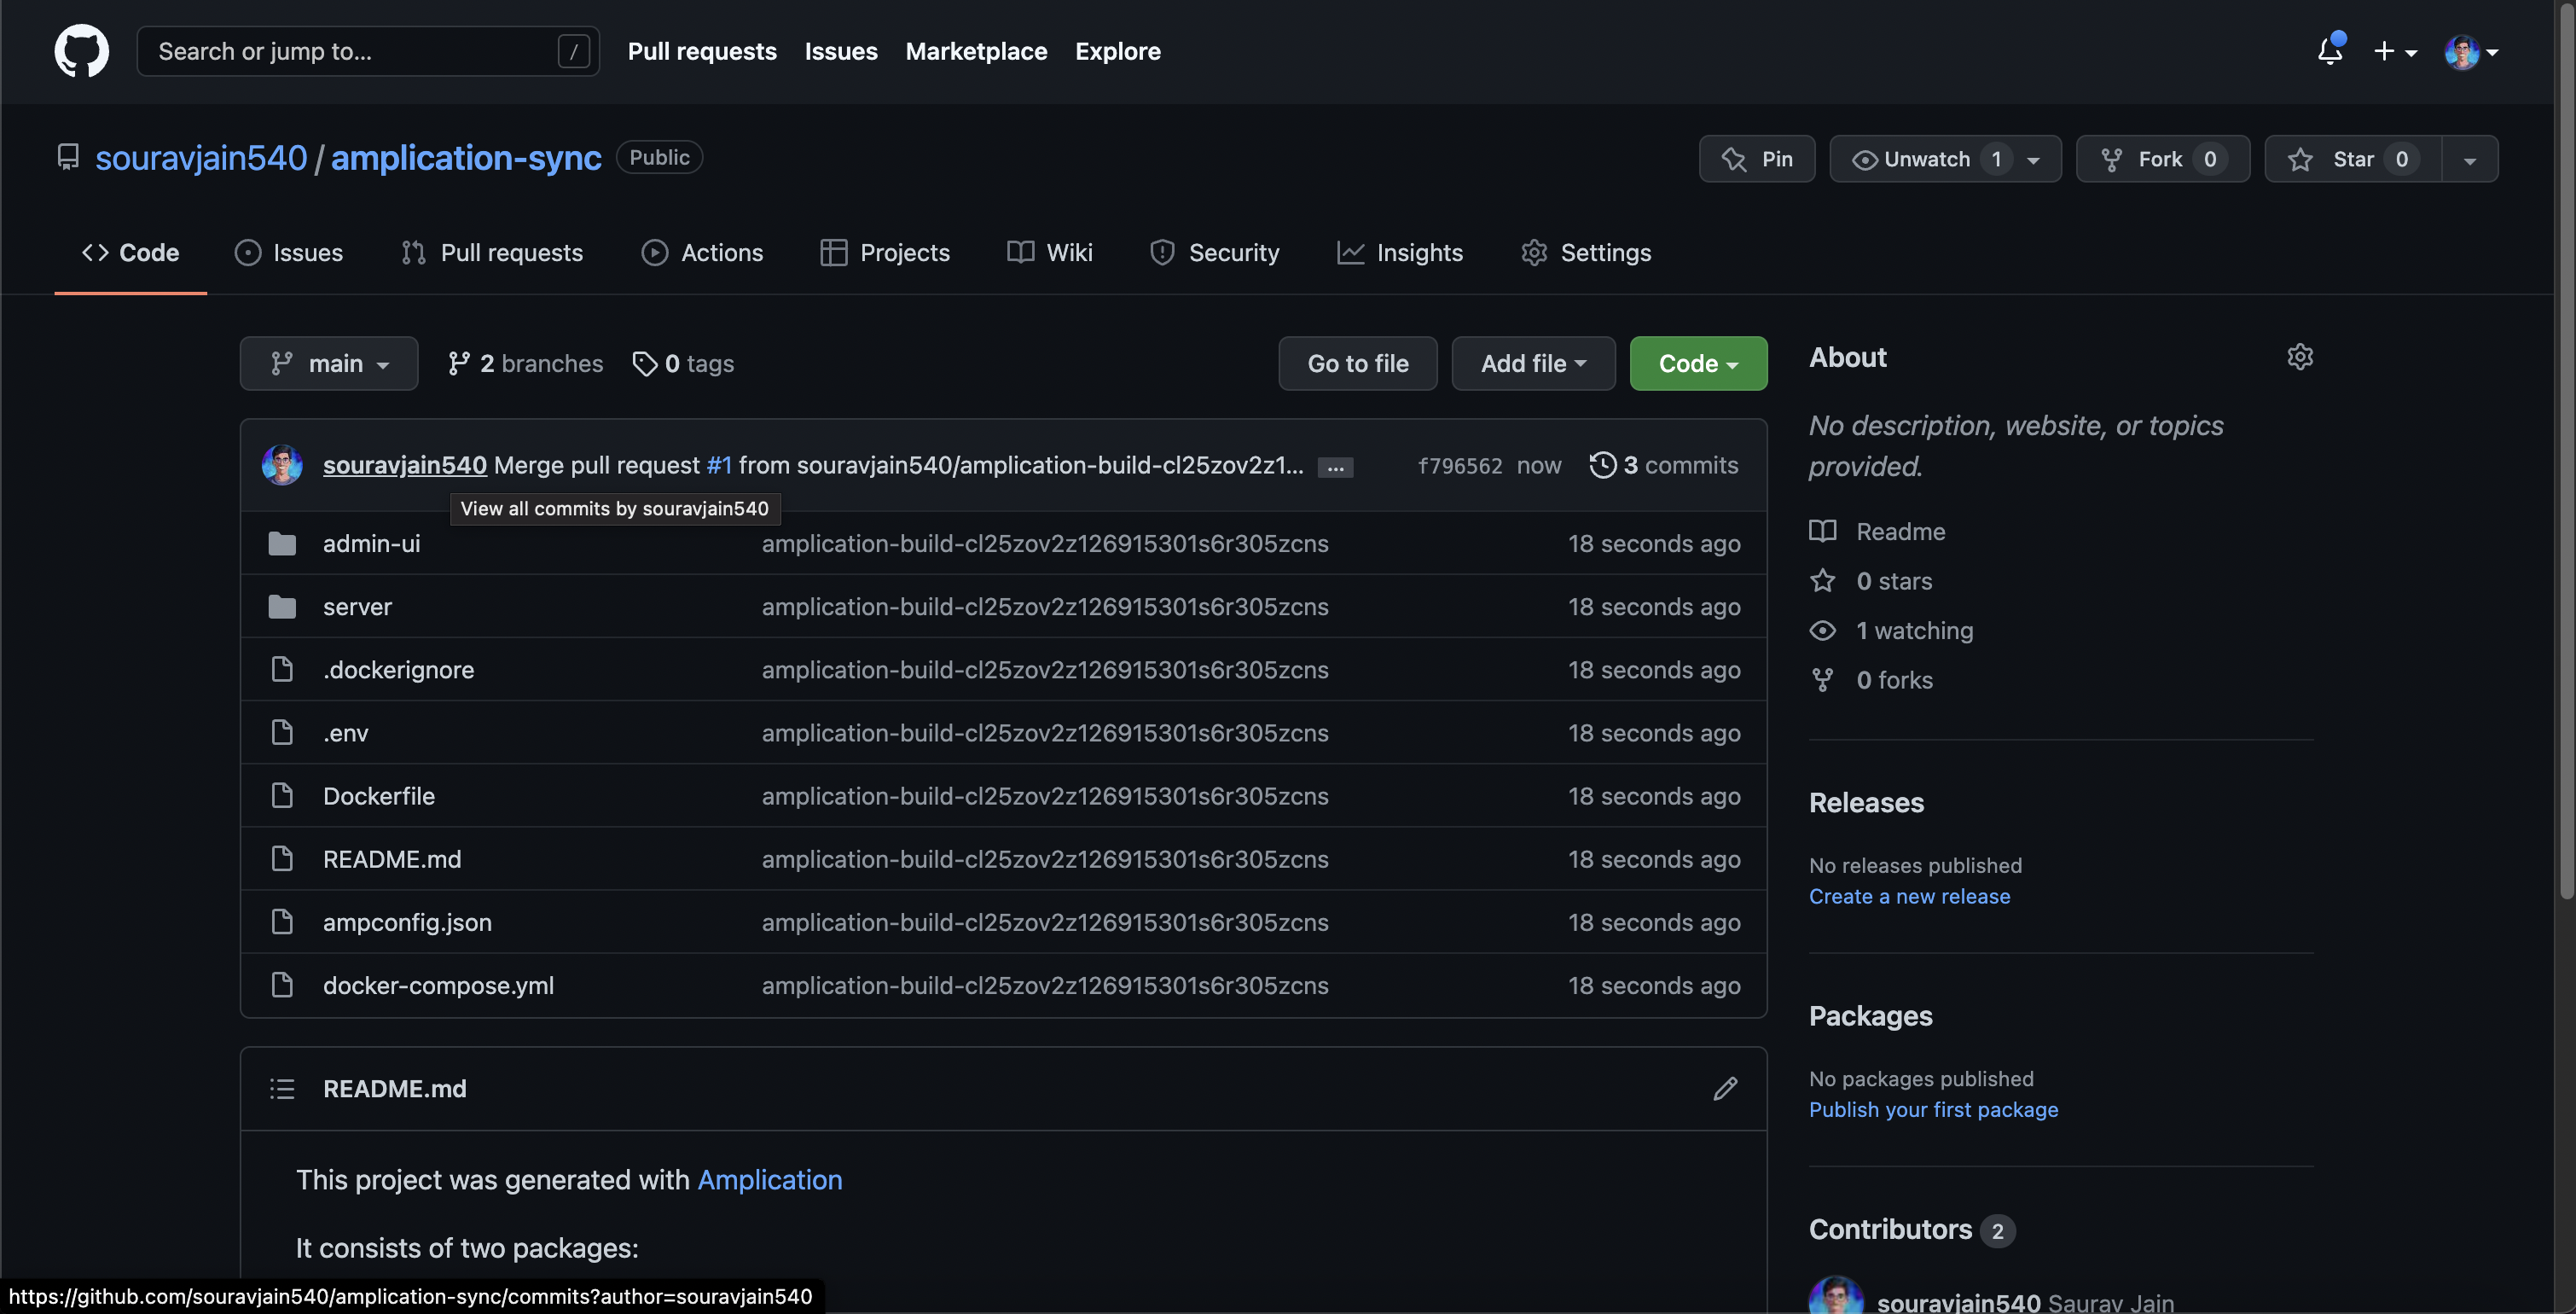 Search or jump to... / Pull requests Issues Marketplace Explore
souravjain540 / amplication-sync Public Pin Unwatch 1 Fork 0 Star 0
Code Issues Pull requests Actions Projects Wiki Security Insights Settings
main 2 branches 0 tags Go to file Add file Code
souravjain540 Merge pull request #1 from souravjain540/amplication-build-cl25zov2z1... ... f796562 now 3 commits
View all commits by souravjain540
admin-ui amplication-build-cl25zov2z126915301s6r305zcns 18 seconds ago
server amplication-build-cl25zov2z126915301s6r305zcns 18 seconds ago
.dockerignore amplication-build-cl25zov2z126915301s6r305zcns 18 seconds ago
.env amplication-build-cl25zov2z126915301s6r305zcns 18 seconds ago
Dockerfile amplication-build-cl25zov2z126915301s6r305zcns 18 seconds ago
README.md amplication-build-cl25zov2z126915301s6r305zcns 18 seconds ago
ampconfig.json amplication-build-cl25zov2z126915301s6r305zcns 18 seconds ago
docker-compose.yml amplication-build-cl25zov2z126915301s6r305zcns 18 seconds ago
README.md
This project was generated with Amplication
It consists of two packages:
About
No description, website, or topics
provided.
Readme
0 stars
1 watching
0 forks
Releases
No releases published
Create a new release
Packages
No packages published
Publish your first package
Contributors 2
souravjain540 Saurav Jain
https://github.com/souravjain540/amplication-sync/commits?author=souravjain540